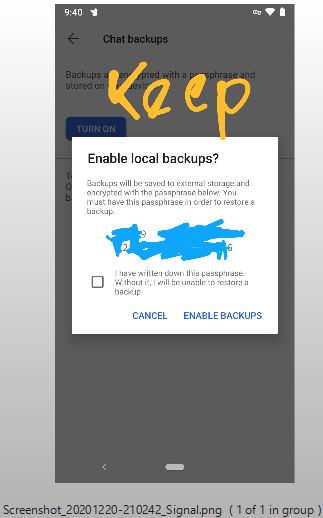 9:40
Chat backups
Backups are encrypted with a passphrase and
stored on
Keep
TURN ON
Enable local backups?
Backups will be saved to external storage and
encrypted with the passphrase below. You
must have this passphrase in order to restore a
backup.
I have written down this passphrase.
Without it, I will be unable to restore a
backup.
CANCEL
ENABLE BACKUPS
Screenshot_20201220-210242_Signal.png ( 1 of 1 in group )